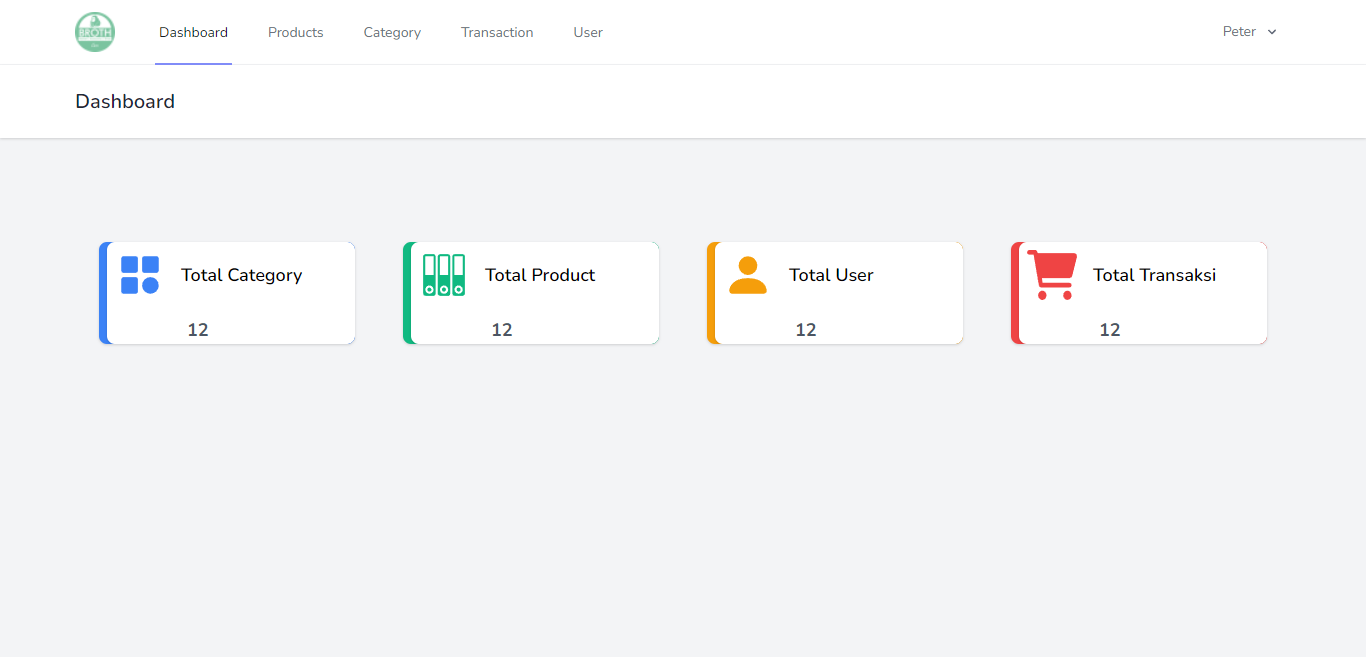 BROTH
Dashboard Products Category Transaction User Peter
Dashboard
Total Category Total Product Total User Total Transaksi
12 12 12 12